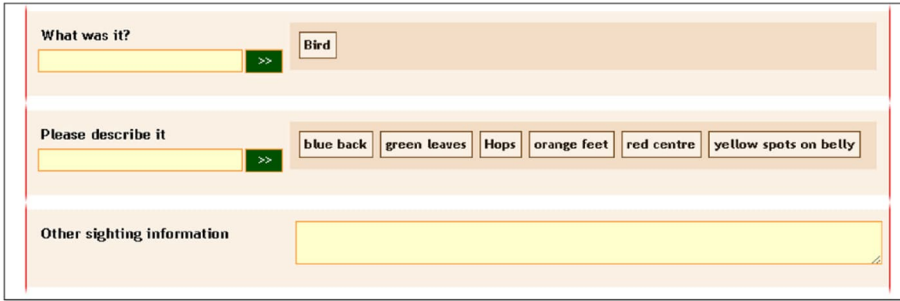 What was it?
>>
Bird
Please describe it
>>
blue back green leaves Hops orange feet red centre yellow spots on belly
Other sighting information